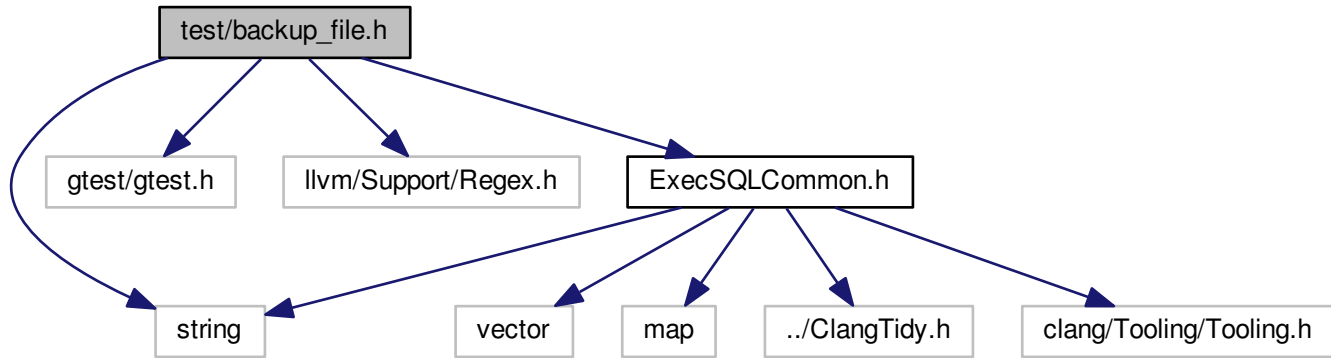 test/backup_file.h
gtest/gtest.h
llvm/Support/Regex.h
ExecSQLCommon.h
string
vector
map
../ClangTidy.h
clang/Tooling/Tooling.h